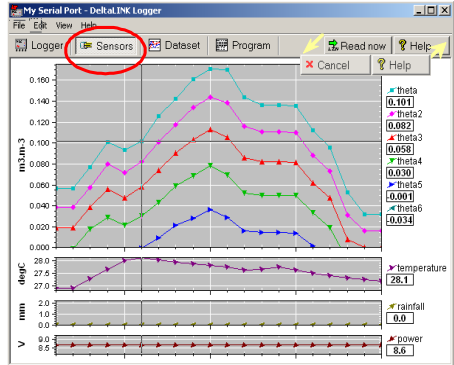 My Serial Port - DeltaLINK Logger
File Edit View Help
Logger Sensors Dataset Program Read now Help
Cancel Help
0.160
0.140
0.120
0.100
0.080
0.060
0.040
0.020
0.000
m3.m-3
theta
0.101
theta2
0.082
theta3
0.058
theta4
0.030
theta5
-0.001
theta6
-0.034
28.0
27.5
27.0
degC
temperature
28.1
2.0
1.0
0.0
mm
rainfall
0.0
9.0
8.5
V
power
8.6